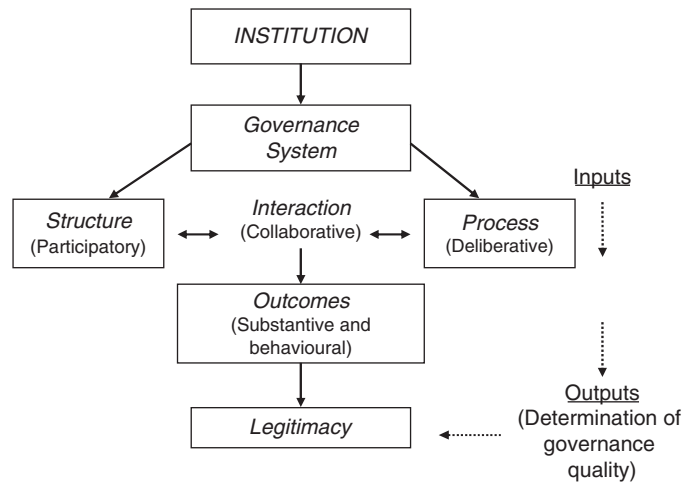 INSTITUTION
Governance
System
Inputs
Structure
(Participatory)
Interaction
(Collaborative)
Process
(Deliberative)
Outcomes
(Substantive and
behavioural)
Legitimacy
Outputs
(Determination of
governance
quality)